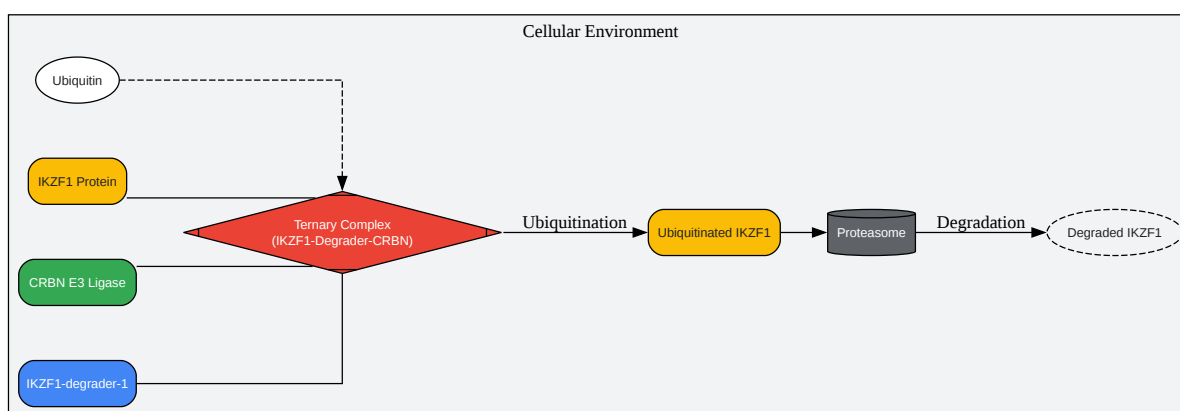 Cellular Environment
Ubiquitin
IKZF1 Protein
CRBN E3 Ligase
IKZF1-degrader-1
Ternary Complex
(IKZF1-Degrader-CRBN)
Ubiquitination
Ubiquitinated IKZF1
Proteasome
Degradation
Degraded IKZF1